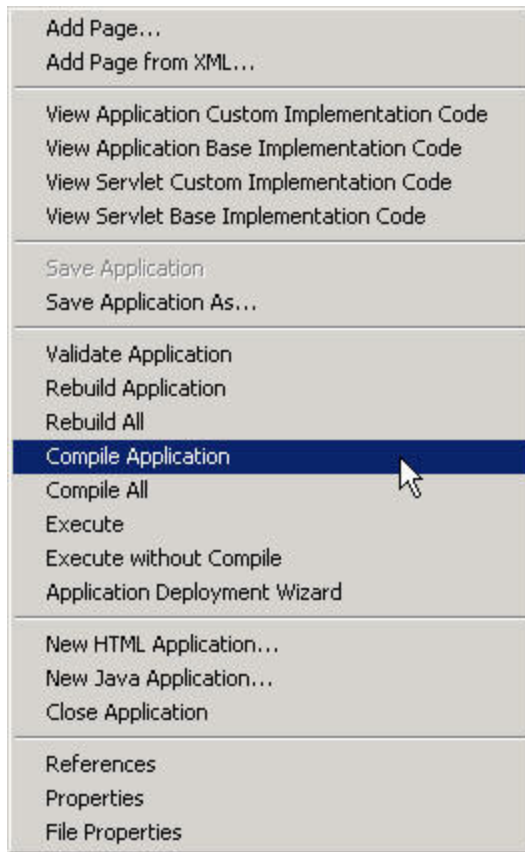 Add Page...
Add Page from XML...
View Application Custom Implementation Code
View Application Base Implementation Code
View Servlet Custom Implementation Code
View Servlet Base Implementation Code
Save Application
Save Application As...
Validate Application
Rebuild Application
Rebuild All
Compile Application
Compile All
Execute
Execute without Compile
Application Deployment Wizard
New HTML Application...
New Java Application...
Close Application
References
Properties
File Properties